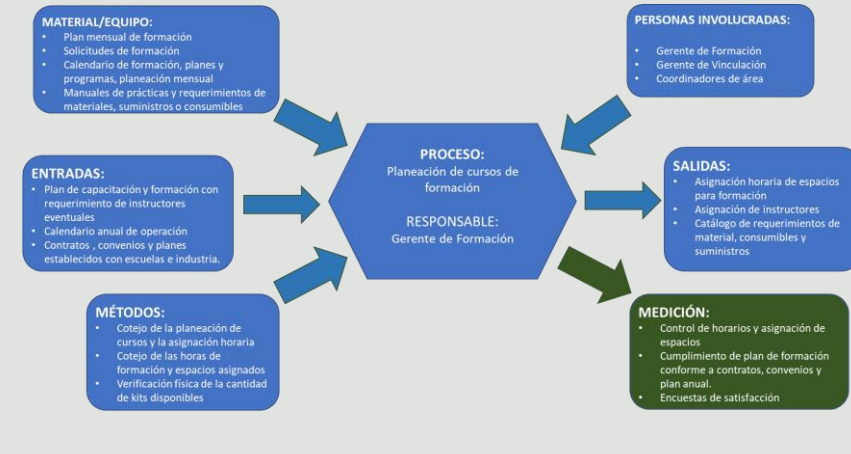 MATERIAL/EQUIPO:
• Plan mensual de formación
• Solicitudes de formación
• Calendario de formación, planes y
programas, planeación mensual
• Manuales de prácticas y requerimientos de
materiales, suministros o consumibles
PERSONAS INVOLUCRADAS:
• Gerente de Formación
• Gerente de Vinculación
• Coordinadores de área
PROCESO:
Planeación de cursos de
formación
RESPONSABLE:
Gerente de Formación
ENTRADAS:
• Plan de capacitación y formación con
requerimiento de instructores
eventuales
• Calendario anual de operación
• Contratos , convenios y planes
establecidos con escuelas e industria.
SALIDAS:
• Asignación horaria de espacios
para formación
• Asignación de instructores
• Catálogo de requerimientos de
material, consumibles y
suministros
MÉTODOS:
• Cotejo de la planeación de
cursos y la asignación horaria
• Cotejo de las horas de
formación y espacios asignados
• Verificación física de la cantidad
de kits disponibles
MEDICIÓN:
• Control de horarios y asignación de
espacios
• Cumplimiento de plan de formación
conforme a contratos, convenios y
plan anual.
• Encuestas de satisfacción